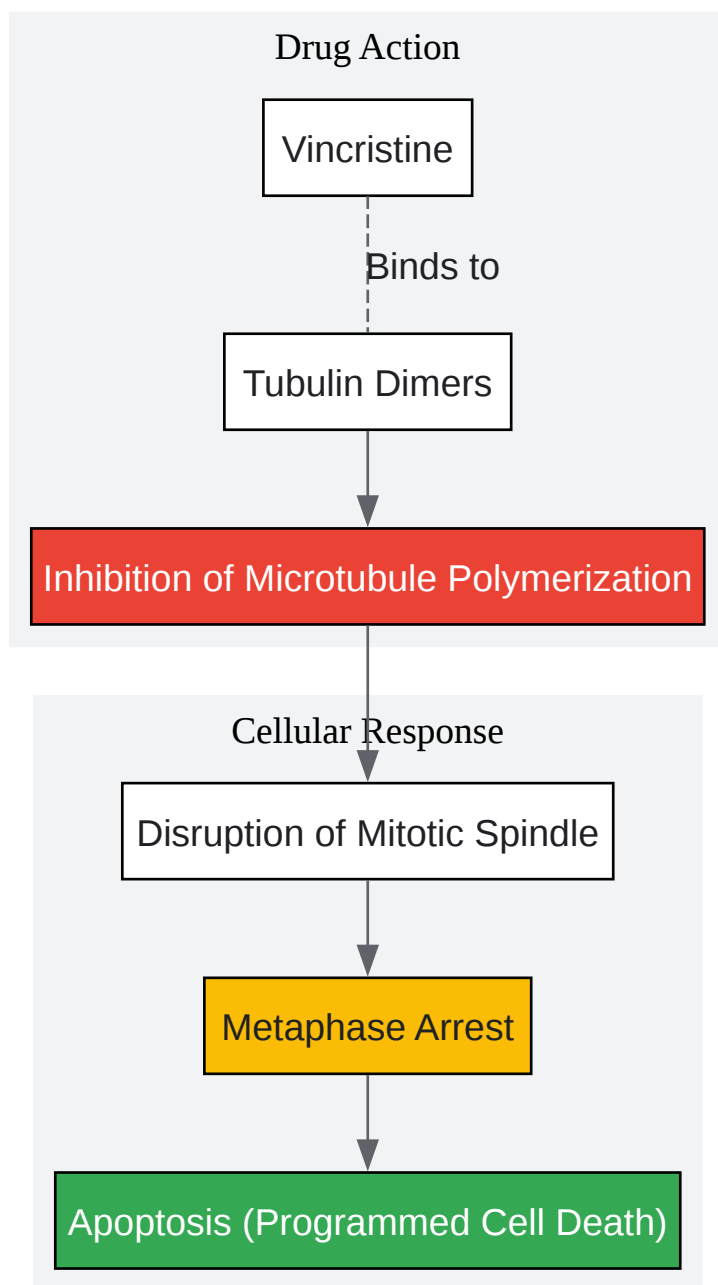 Drug Action
Vincristine
Binds to
Tubulin Dimers
Inhibition of Microtubule Polymerization
Cellular Response
Disruption of Mitotic Spindle
Metaphase Arrest
Apoptosis (Programmed Cell Death)